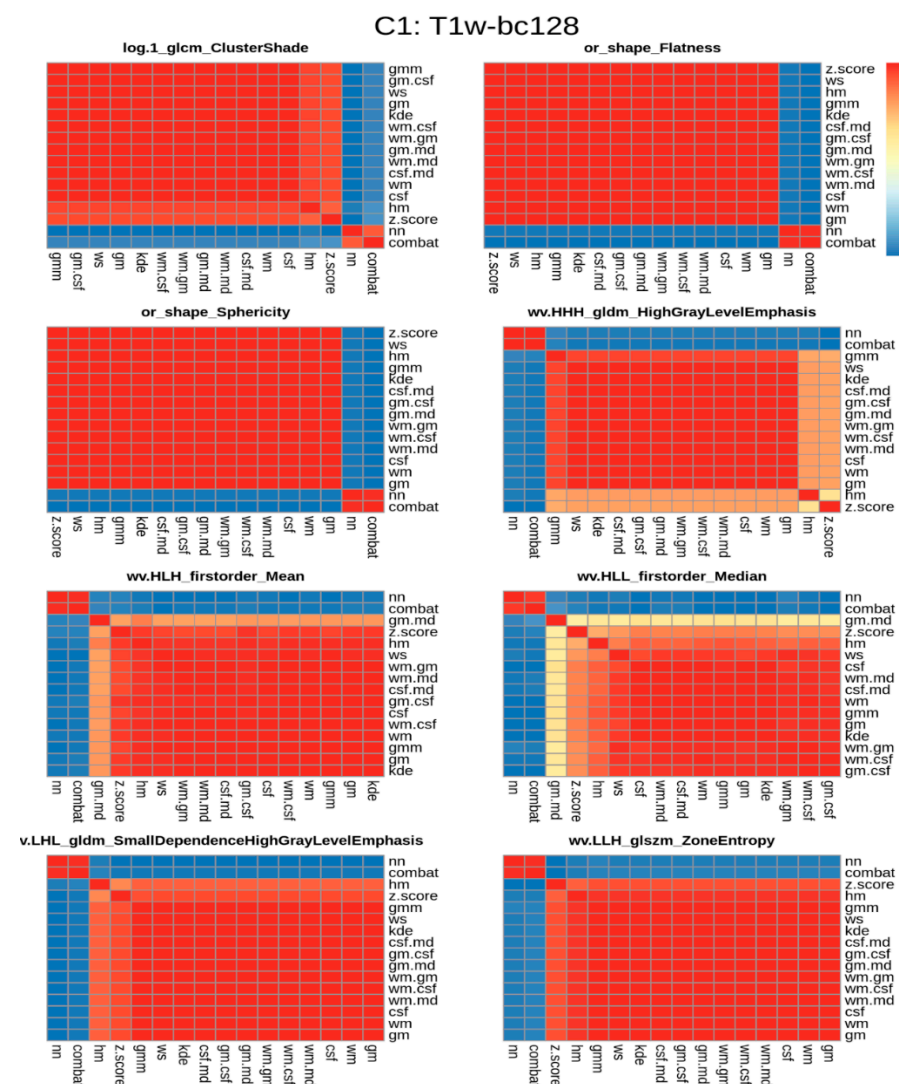 C1: T1w-bc128
log.1_glcm_ClusterShade
gmm
gm.csf
ws
gm
kde
wm.csf
wm.gm
gm.md
wm.md
csf.md
wm
csf
hm
z.score
nn
combat
gmm gm.csf ws gm kde wm.csf wm.gm gm.md wm.md csf.md wm csf hm z.score nn combat
or_shape_Flatness
z.score
ws
hm
gmm
kde
csf.md
gm.csf
gm.md
wm.gm
wm.csf
wm.md
csf
wm
gm
nn
combat
z.score ws hm gmm kde csf.md gm.csf gm.md wm.gm wm.csf wm.md csf wm gm nn combat
or_shape_Sphericity
z.score
ws
hm
gmm
kde
csf.md
gm.csf
gm.md
wm.gm
wm.csf
wm.md
csf
wm
gm
nn
combat
z.score ws hm gmm kde csf.md gm.csf gm.md wm.gm wm.csf wm.md csf wm gm nn combat
wv.HHH_gldm_HighGrayLevelEmphasis
nn
combat
gmm
ws
kde
csf.md
gm.csf
gm.md
wm.gm
wm.csf
wm.md
csf
wm
gm
hm
z.score
nn combat gmm ws kde csf.md gm.csf gm.md wm.gm wm.csf wm.md csf wm gm hm z.score
wv.HLH_firstorder_Mean
nn
combat
gm.md
z.score
hm
ws
wm.gm
wm.md
csf.md
gm.csf
csf
wm.csf
wm
gmm
gm
kde
nn combat gm.md z.score hm ws wm.gm wm.md csf.md gm.csf csf wm.csf wm gmm gm kde
wv.HLL_firstorder_Median
nn
combat
gm.md
z.score
hm
ws
csf
wm.md
csf.md
wm
gmm
gm
kde
wm.gm
wm.csf
gm.csf
nn combat gm.md z.score hm ws csf wm.md csf.md wm gmm gm kde wm.gm wm.csf gm.csf
v.LHL_gldm_SmallDependenceHighGrayLevelEmphasis
nn
combat
hm
z.score
gmm
ws
kde
csf.md
gm.csf
gm.md
wm.gm
wm.csf
wm.md
csf
wm
gm
nn combat hm z.score gmm ws kde csf.md gm.csf gm.md wm.gm wm.csf wm.md csf wm gm
wv.LLH_glszm_ZoneEntropy
nn
combat
z.score
hm
gmm
ws
kde
csf.md
gm.csf
gm.md
wm.gm
wm.csf
wm.md
csf
wm
gm
nn combat z.score hm gmm ws kde csf.md gm.csf gm.md wm.gm wm.csf wm.md csf wm gm